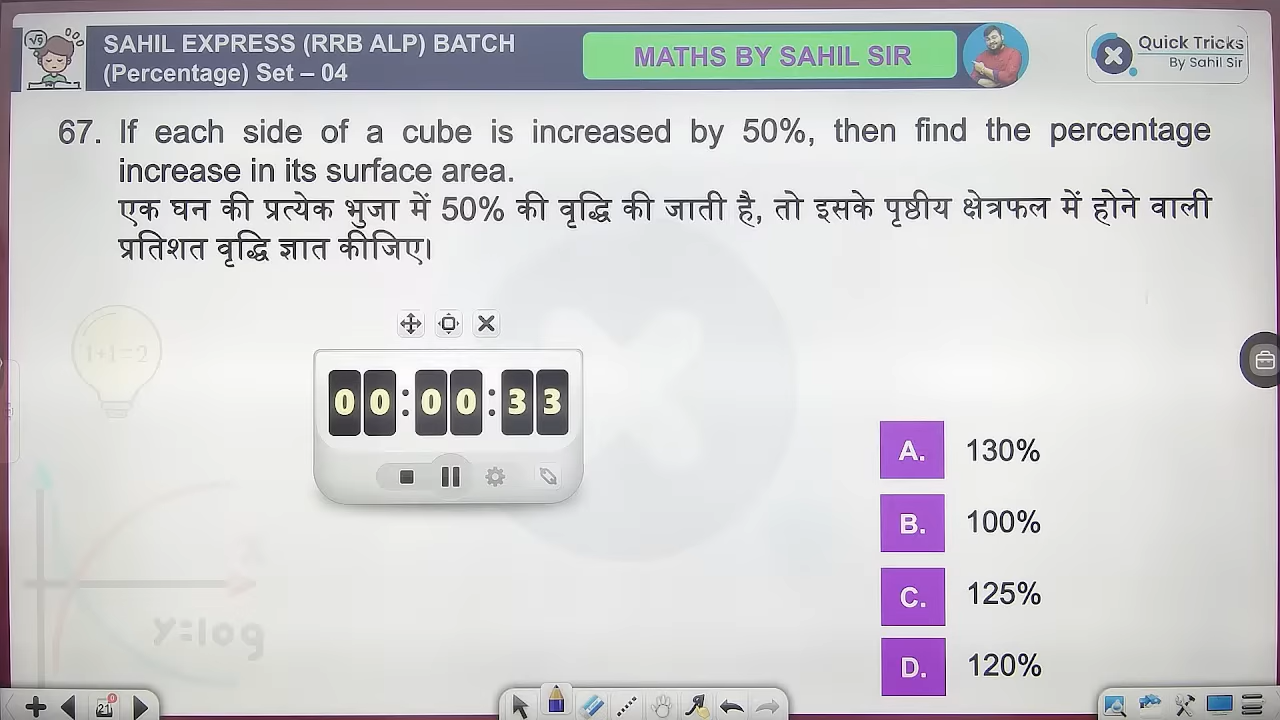 SAHIL EXPRESS (RRB ALP) BATCH
(Percentage) Set – 04
MATHS BY SAHIL SIR
Quick Tricks
By Sahil Sir
67. If each side of a cube is increased by 50%, then find the percentage
increase in its surface area.
एक घन की प्रत्येक भुजा में 50% की वृद्धि की जाती है, तो इसके पृष्ठीय क्षेत्रफल में होने वाली
प्रतिशत वृद्धि ज्ञात कीजिए।
1+1=2
00:00:33
A. 130%
B. 100%
C. 125%
D. 120%
y=log
21